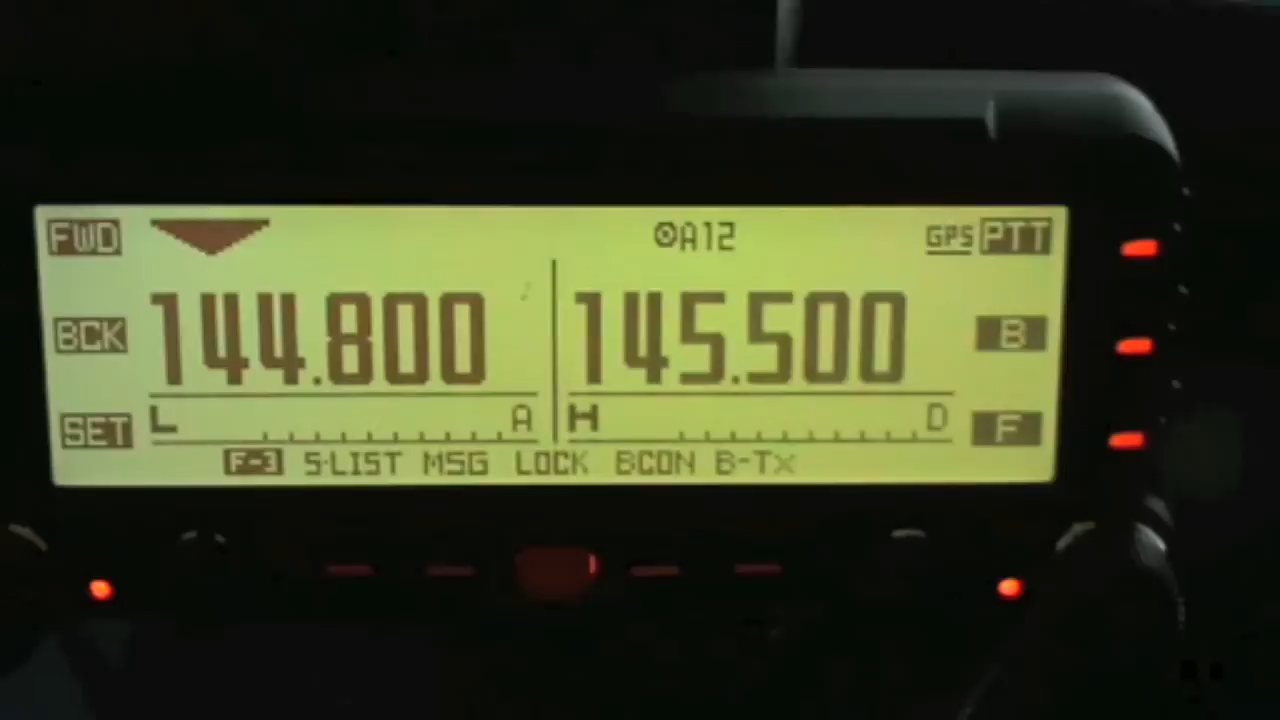 FWD ⊙A12 GPS PTT
BCK 144.800 145.500 B
L A H D
SET F
F-3 S·LIST MSG LOCK BCON B-Tx